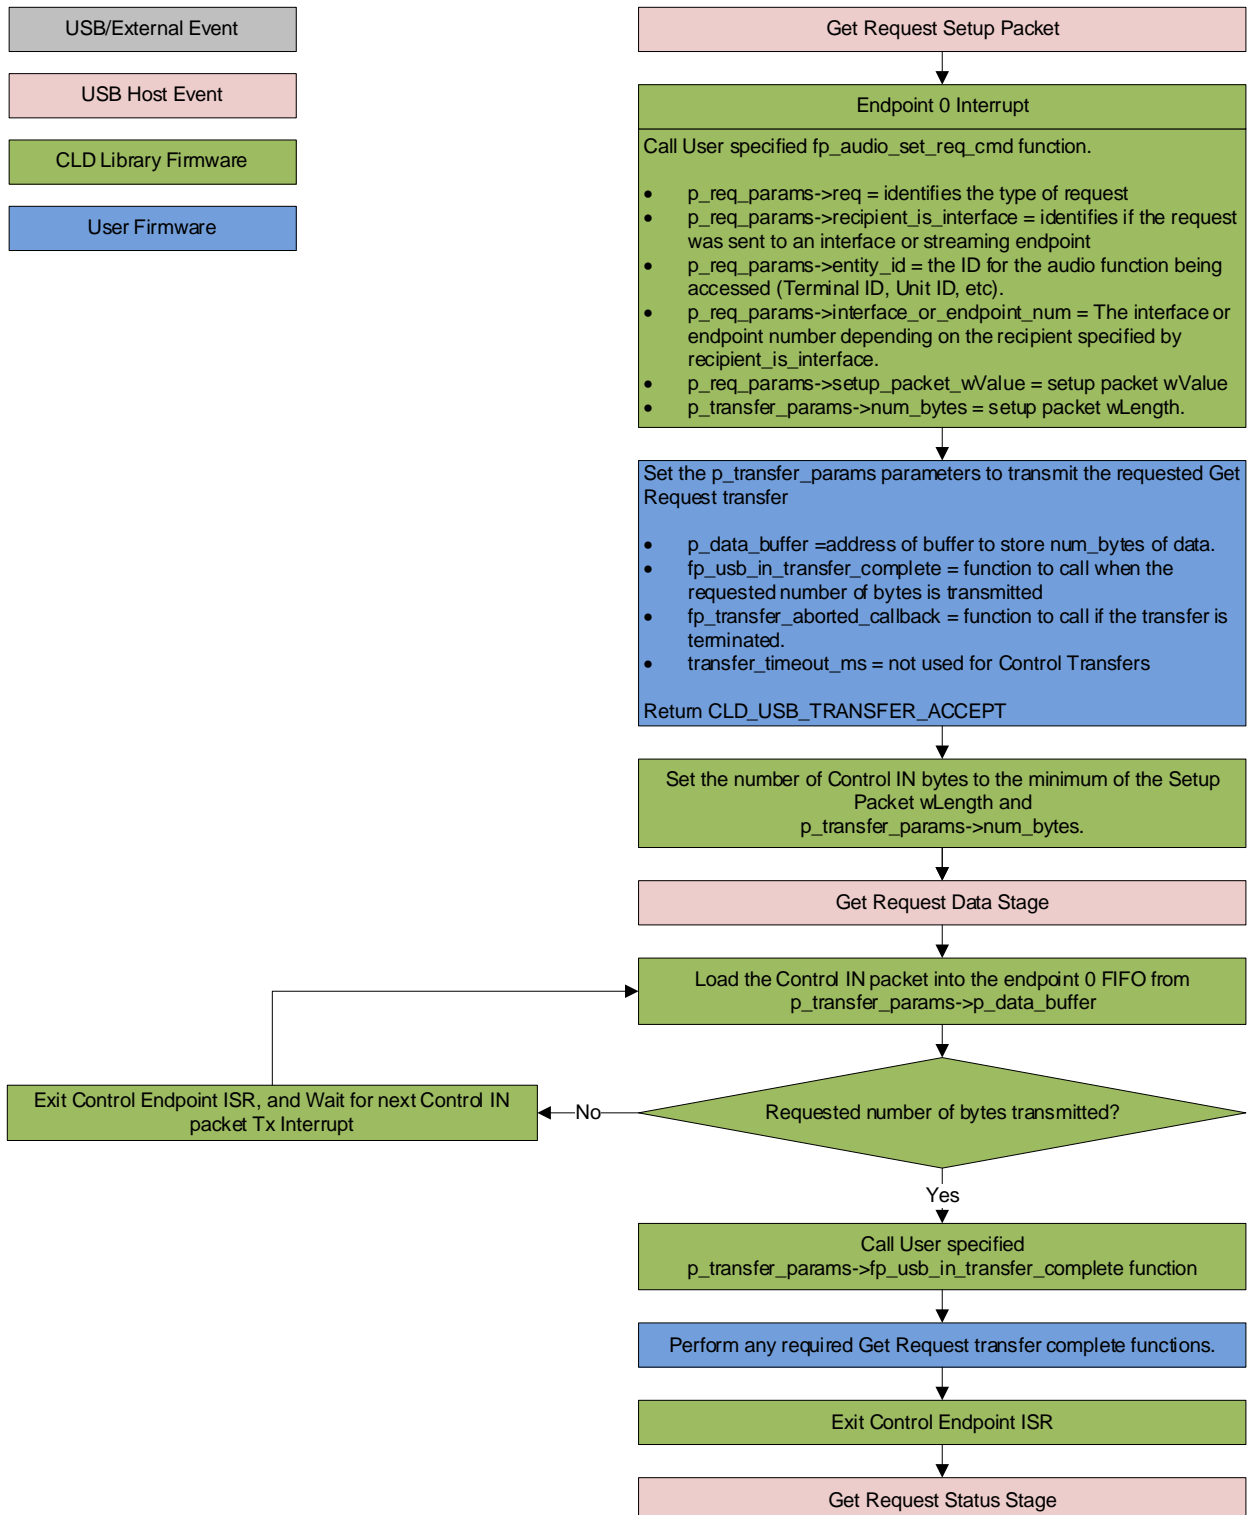 USB/External Event
USB Host Event
CLD Library Firmware
User Firmware
Get Request Setup Packet
Endpoint 0 Interrupt
Call User specified fp_audio_set_req_cmd function.
• p_req_params->req = identifies the type of request
• p_req_params->recipient_is_interface = identifies if the request
was sent to an interface or streaming endpoint
• p_req_params->entity_id = the ID for the audio function being
accessed (Terminal ID, Unit ID, etc).
• p_req_params->interface_or_endpoint_num = The interface or
endpoint number depending on the recipient specified by
recipient_is_interface.
• p_req_params->setup_packet_wValue = setup packet wValue
• p_transfer_params->num_bytes = setup packet wLength.
Set the p_transfer_params parameters to transmit the requested Get
Request transfer
• p_data_buffer =address of buffer to store num_bytes of data.
• fp_usb_in_transfer_complete = function to call when the
requested number of bytes is transmitted
• fp_transfer_aborted_callback = function to call if the transfer is
terminated.
• transfer_timeout_ms = not used for Control Transfers
Return CLD_USB_TRANSFER_ACCEPT
Set the number of Control IN bytes to the minimum of the Setup
Packet wLength and
p_transfer_params->num_bytes.
Get Request Data Stage
Load the Control IN packet into the endpoint 0 FIFO from
p_transfer_params->p_data_buffer
Exit Control Endpoint ISR, and Wait for next Control IN
packet Tx Interrupt
No
Requested number of bytes transmitted?
Yes
Call User specified
p_transfer_params->fp_usb_in_transfer_complete function
Perform any required Get Request transfer complete functions.
Exit Control Endpoint ISR
Get Request Status Stage